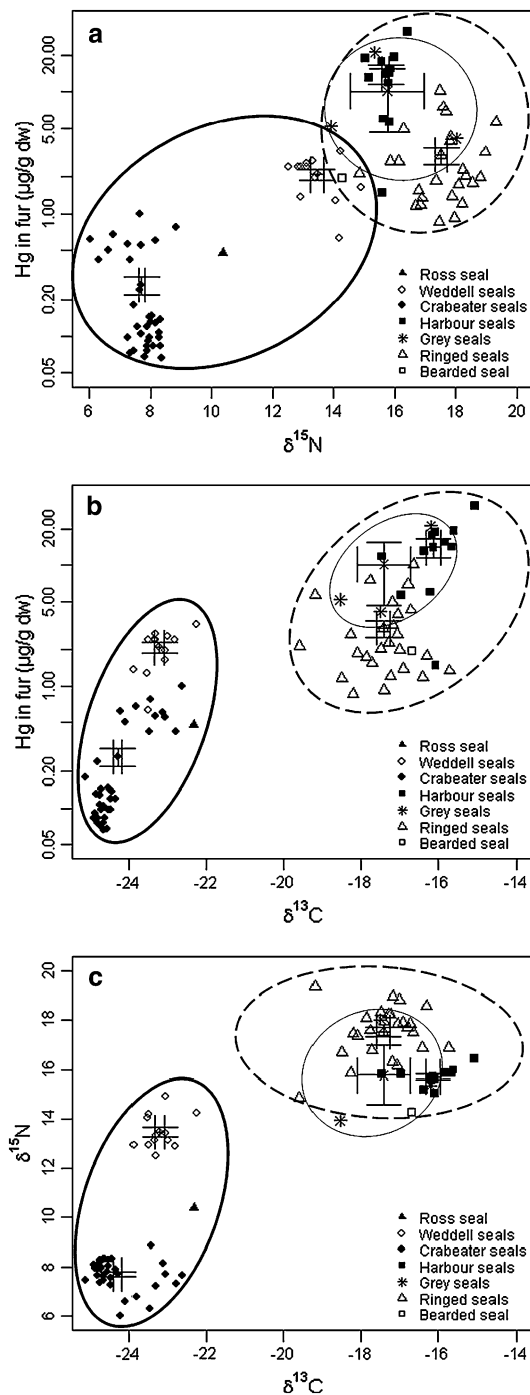 a
Hg in fur (µg/g dw)
20.00
5.00
1.00
0.20
0.05
Ross seal
Weddell seals
Crabeater seals
Harbour seals
Grey seals
Ringed seals
Bearded seal
6 8 10 12 14 16 18 20
δ15N
b
Hg in fur (µg/g dw)
20.00
5.00
1.00
0.20
0.05
Ross seal
Weddell seals
Crabeater seals
Harbour seals
Grey seals
Ringed seals
Bearded seal
-24 -22 -20 -18 -16 -14
δ13C
c
δ15N
20
18
16
14
12
10
8
6
Ross seal
Weddell seals
Crabeater seals
Harbour seals
Grey seals
Ringed seals
Bearded seal
-24 -22 -20 -18 -16 -14
δ13C